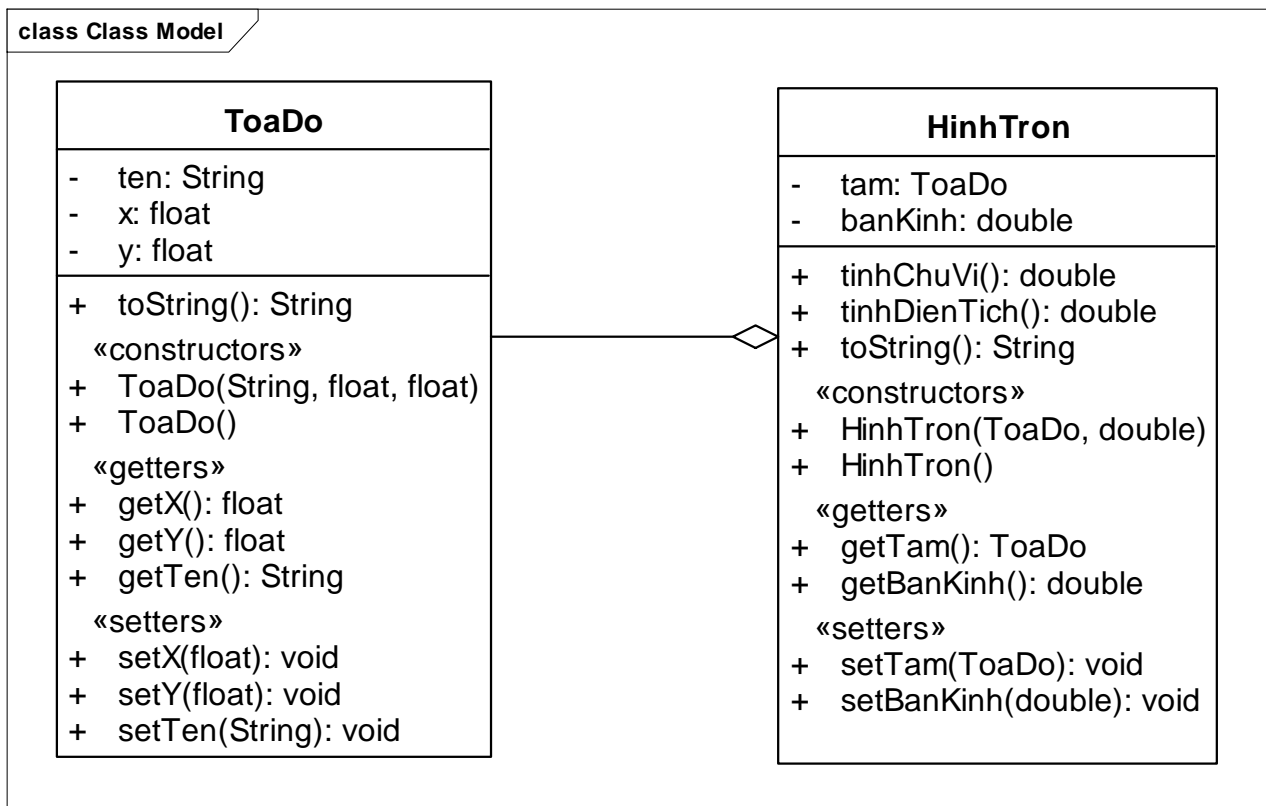 class Class Model
ToaDo
- ten: String
- x: float
- y: float
+ toString(): String
«constructors»
+ ToaDo(String, float, float)
+ ToaDo()
«getters»
+ getX(): float
+ getY(): float
+ getTen(): String
«setters»
+ setX(float): void
+ setY(float): void
+ setTen(String): void
HinhTron
- tam: ToaDo
- banKinh: double
+ tinhChuVi(): double
+ tinhDienTich(): double
+ toString(): String
«constructors»
+ HinhTron(ToaDo, double)
+ HinhTron()
«getters»
+ getTam(): ToaDo
+ getBanKinh(): double
«setters»
+ setTam(ToaDo): void
+ setBanKinh(double): void